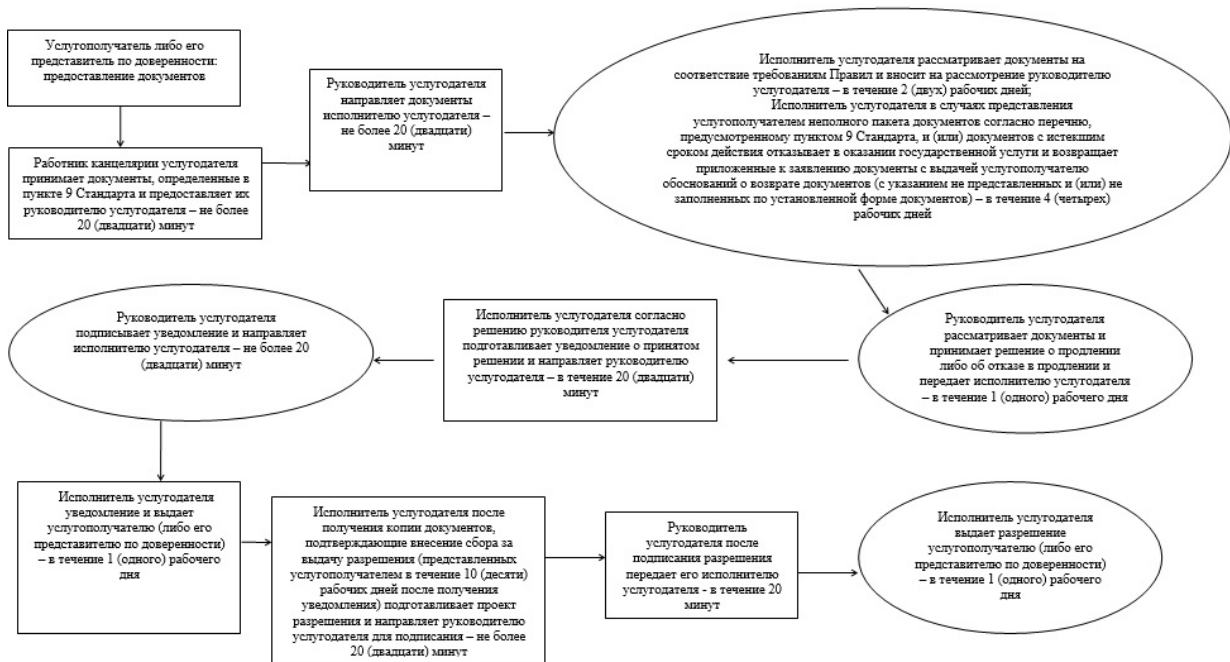 Услугополучатель либо его
представитель по доверенности:
предоставление документов
Работник канцелярии услугодателя
принимает документы, определенные в
пункте 9 Стандарта и предоставляет их
руководителю услугодателя – не более
20 (двадцати) минут
Руководитель услугодателя
направляет документы
исполнителю услугодателя –
не более 20 (двадцати)
минут
Исполнитель услугодателя рассматривает документы на
соответствие требованиям Правил и вносит на рассмотрение руководителю
услугодателя – в течение 2 (двух) рабочих дней;
Исполнитель услугодателя в случаях представления
услугополучателем неполного пакета документов согласно перечню,
предусмотренному пунктом 9 Стандарта, и (или) документов с истекшим
сроком действия отказывает в оказании государственной услуги и возвращает
приложенные к заявлению документы с выдачей услугополучателю
обоснований о возврате документов (с указанием не представленных и (или) не
заполненных по установленной форме документов) – в течение 4 (четырех)
рабочих дней
Руководитель услугодателя
рассматривает документы и
принимает решение о продлении
либо об отказе в продлении и
передает исполнителю услугодателя
– в течение 1 (одного) рабочего дня
Исполнитель услугодателя согласно
решению руководителя услугодателя
подготавливает уведомление о принятом
решении и направляет руководителю
услугодателя – в течение 20 (двадцати)
минут
Руководитель услугодателя
подписывает уведомление и направляет
исполнителю услугодателя – не более 20
(двадцати) минут
Исполнитель услугодателя
уведомление и выдает
услугополучателю (либо его
представителю по доверенности)
– в течение 1 (одного) рабочего
дня
Исполнитель услугодателя после
получения копии документов,
подтверждающие внесение сбора за
выдачу разрешения (представленных
услугополучателем в течение 10 (десяти)
рабочих дней после получения
уведомления) подготавливает проект
разрешения и направляет руководителю
услугодателя для подписания – не более
20 (двадцати) минут
Руководитель
услугодателя после
подписания разрешения
передает его исполнителю
услугодателя - в течение 20
минут
Исполнитель услугодателя
выдает разрешение
услугополучателю (либо его
представителю по доверенности)
– в течение 1 (одного) рабочего
дня